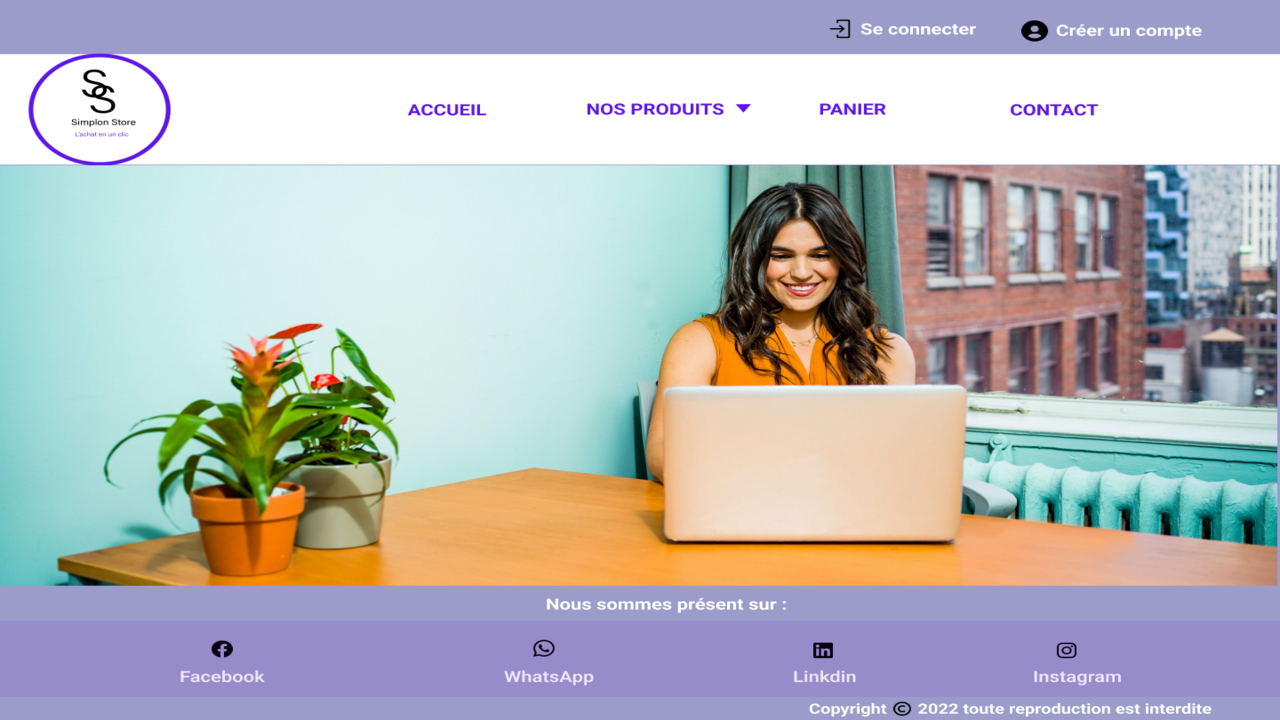 Se connecter
Créer un compte
SS
Simplon Store
L'achat en un clic
ACCUEIL
NOS PRODUITS
PANIER
CONTACT
Nous sommes présent sur :
Facebook
WhatsApp
Linkdin
Instagram
Copyright © 2022 toute reproduction est interdite